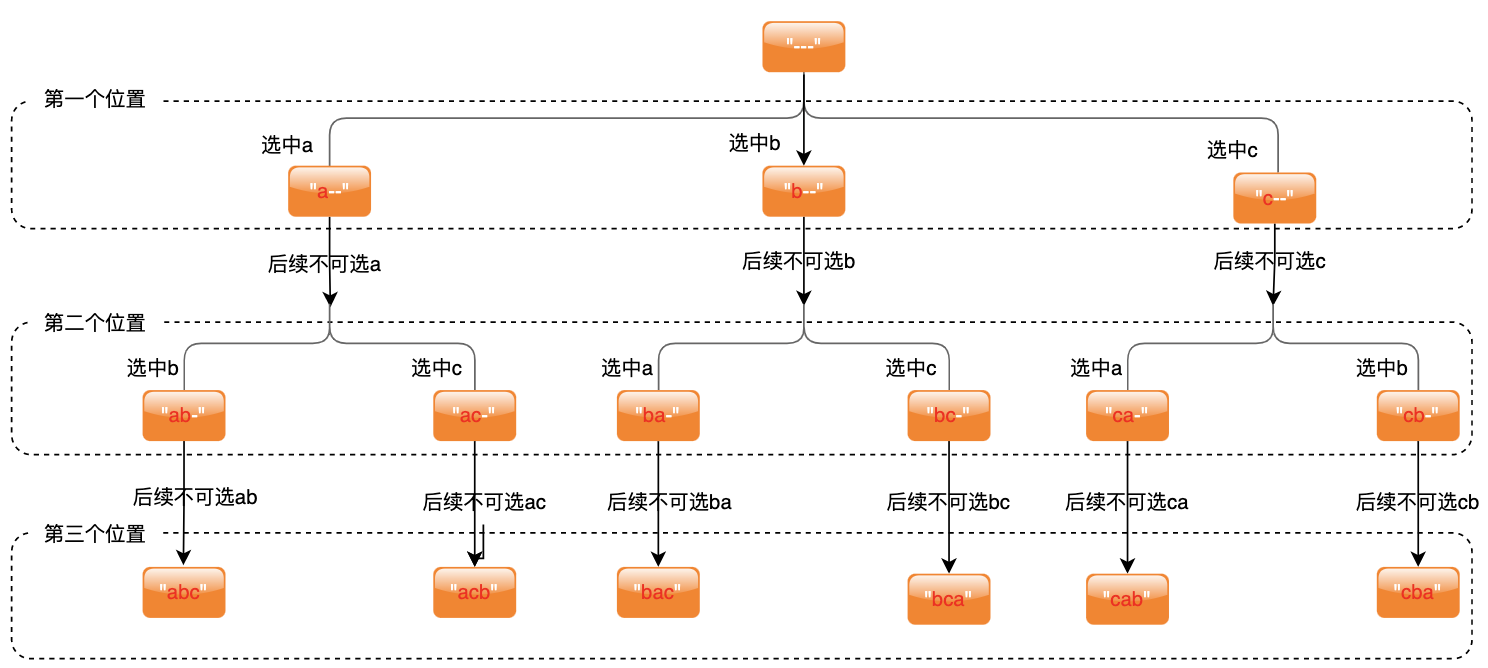 "---"
第一个位置
选中a
选中b
选中c
"a--"
"b--"
"c--"
后续不可选a
后续不可选b
后续不可选c
第二个位置
选中b
选中c
选中a
选中c
选中a
选中b
"ab-"
"ac-"
"ba-"
"bc-"
"ca-"
"cb-"
后续不可选ab
后续不可选ac
后续不可选ba
后续不可选bc
后续不可选ca
后续不可选cb
第三个位置
"abc"
"acb"
"bac"
"bca"
"cab"
"cba"